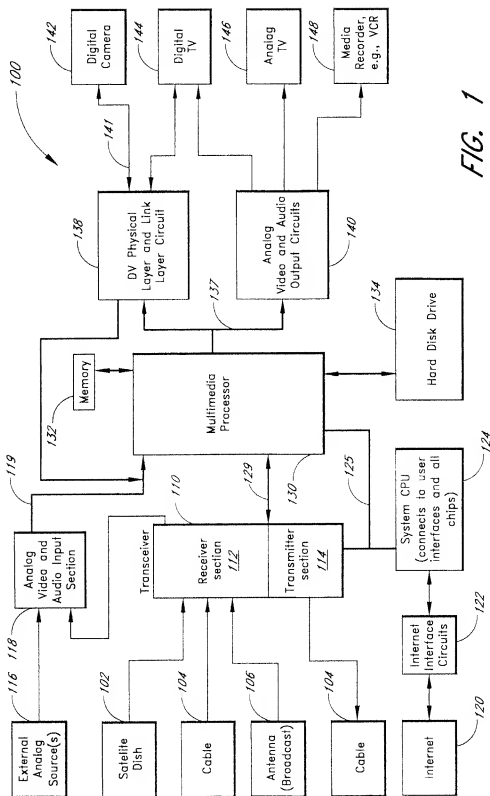 100
116
External
Analog
Source(s)
118
Analog
Video and
Audio Input
Section
119
102
Satelite
Dish
Cable
104
106
Antenna
(Broadcast)
Cable
104
Internet
120
Internet
Interface
Circuits
122
110
Transceiver
Receiver
section
112
Transmitter
section
114
129
125
System CPU
(connects to user
interfaces and all
chips)
124
132
Memory
Multimedia
Processor
130
137
Hard Disk Drive
134
138
DV Physical
Layer and Link
Layer Circuit
141
Analog
Video and Audio
Output Circuits
140
142
Digital
Camera
144
Digital
TV
146
Analog
TV
148
Media
Recorder,
e.g., VCR
FIG. 1